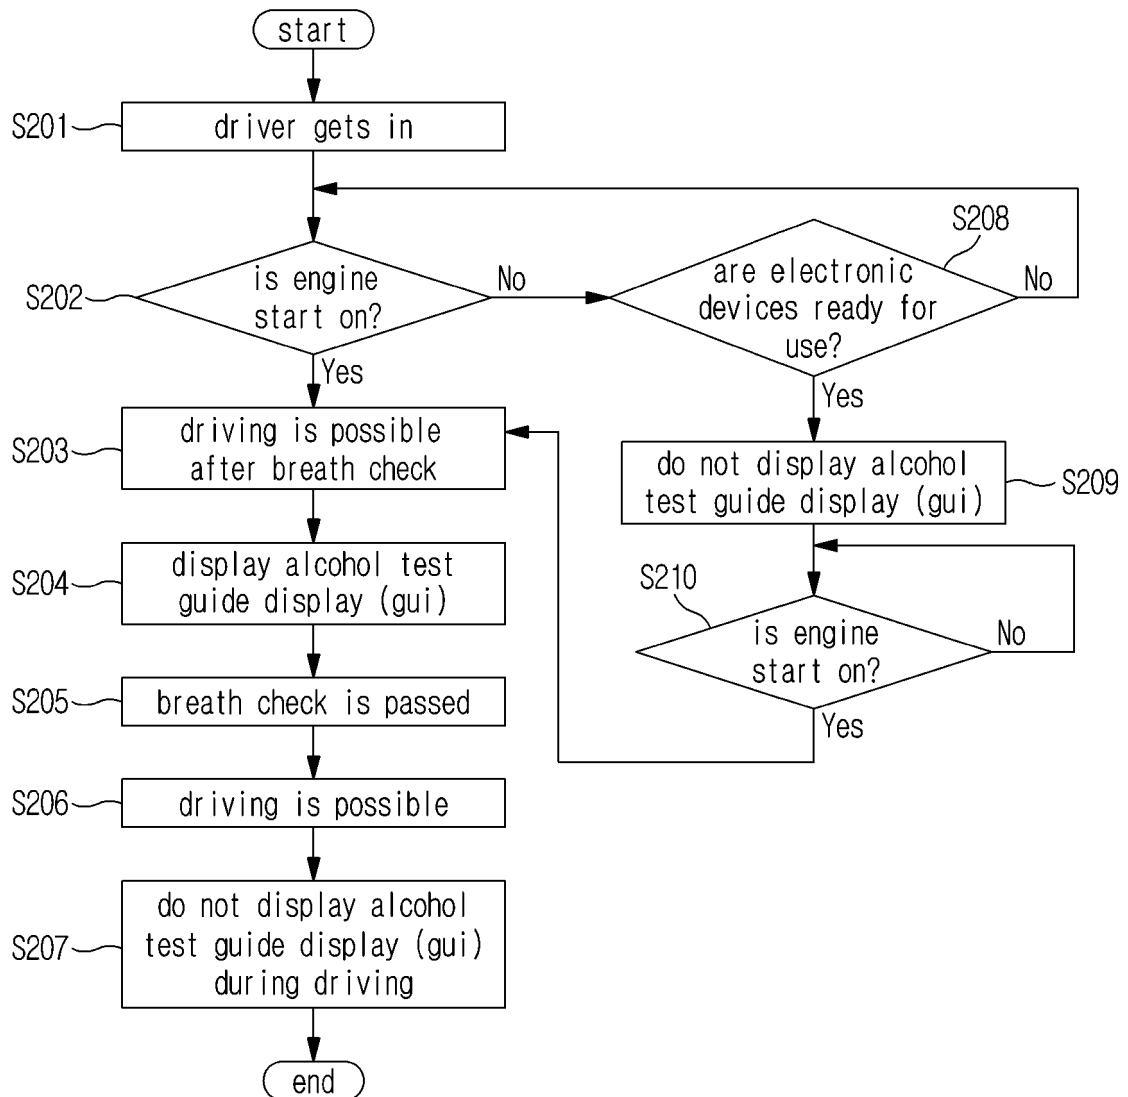 start
S201
driver gets in
S208
S202
is engine
start on?
No
are electronic
devices ready for
use?
No
Yes
Yes
S203
driving is possible
after breath check
do not display alcohol
test guide display (gui)
S209
S204
display alcohol test
guide display (gui)
S210
is engine
start on?
No
Yes
S205
breath check is passed
S206
driving is possible
S207
do not display alcohol
test guide display (gui)
during driving
end